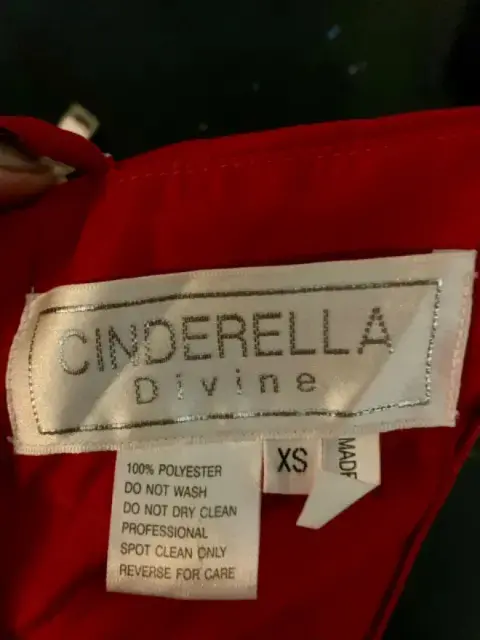 CINDERELLA
Divine
100% POLYESTER
DO NOT WASH
DO NOT DRY CLEAN
PROFESSIONAL
SPOT CLEAN ONLY
REVERSE FOR CARE
XS
MADE